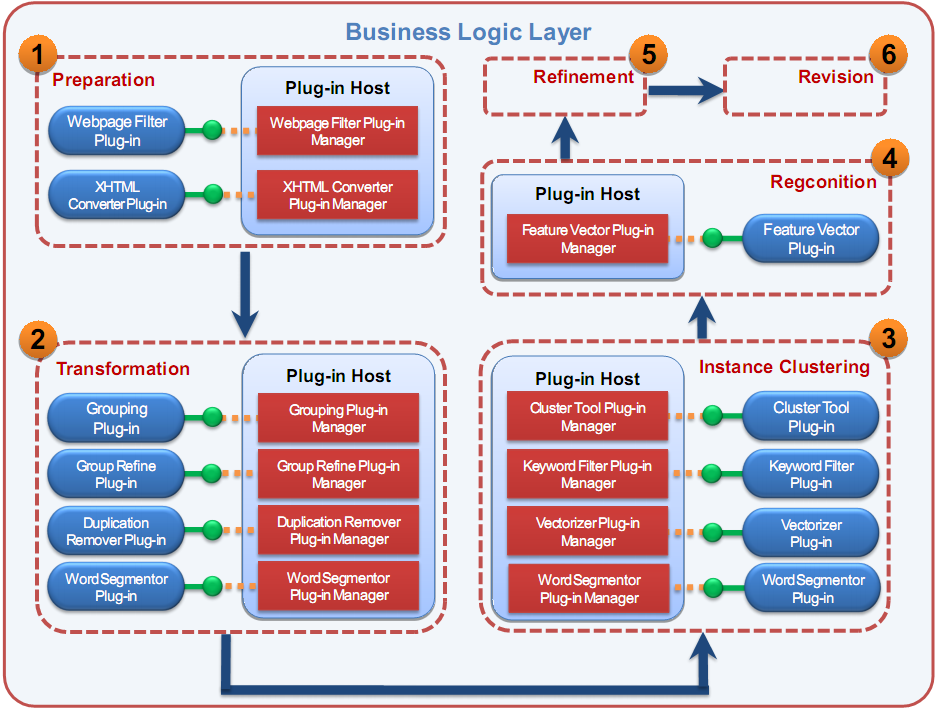 Business Logic Layer
1
Preparation
Plug-in Host
Webpage Filter
Plug-in
Webpage Filter Plug-in
Manager
XHTML
Converter Plug-in
XHTML Converter
Plug-in Manager
2
Transformation
Plug-in Host
Grouping
Plug-in
Grouping Plug-in
Manager
Group Refine
Plug-in
Group Refine Plug-in
Manager
Duplication
Remover Plug-in
Duplication Remover
Plug-in Manager
Word Segmentor
Plug-in
Word Segmentor
Plug-in Manager
3
Instance Clustering
Plug-in Host
Cluster Tool Plug-in
Manager
Cluster Tool
Plug-in
Keyword Filter Plug-in
Manager
Keyword Filter
Plug-in
Vectorizer Plug-in
Manager
Vectorizer
Plug-in
Word Segmentor
Plug-in Manager
Word Segmentor
Plug-in
4
Regconition
Plug-in Host
Feature Vector Plug-in
Manager
Feature Vector
Plug-in
5
Refinement
6
Revision